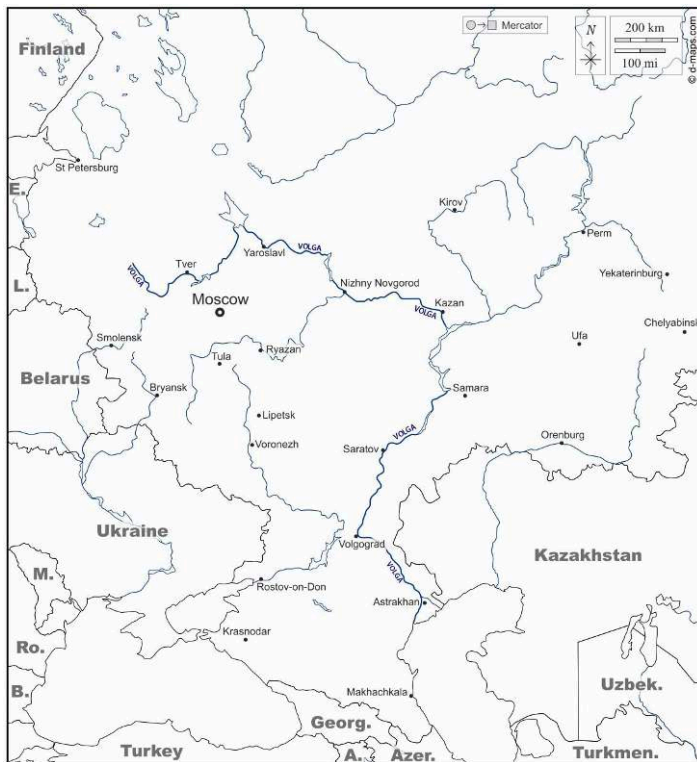 Mercator
N
200 km
100 mi
© d-maps.com
Finland
St Petersburg
E.
Kirov
Perm
VOLGA
Yaroslavl
Tver
VOLGA
Yekaterinburg
L.
Nizhny Novgorod
Moscow
Kazan
VOLGA
Chelyabinsk
Smolensk
Ryazan
Tula
Ufa
Belarus
Bryansk
Samara
Lipetsk
VOLGA
Voronezh
Saratov
Orenburg
Ukraine
Volgograd
Kazakhstan
M.
VOLGA
Rostov-on-Don
Astrakhan
Krasnodar
Ro.
Uzbek.
B.
Makhachkala
Georg.
Turkey
A.
Azer.
Turkmen.